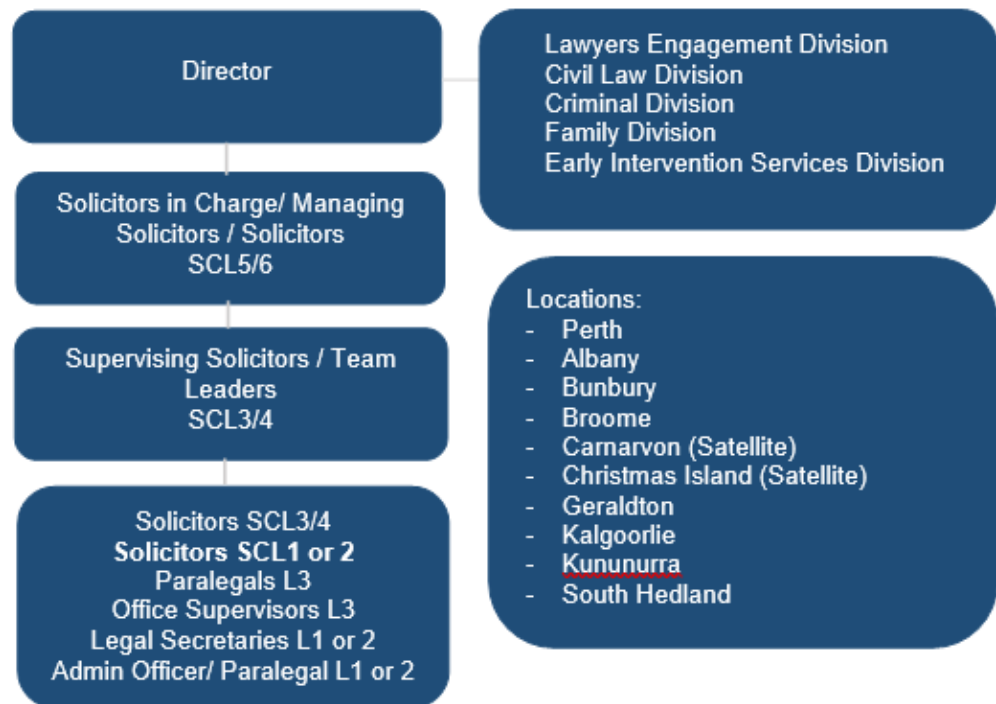 Director
Lawyers Engagement Division
Civil Law Division
Criminal Division
Family Division
Early Intervention Services Division
Solicitors in Charge/ Managing
Solicitors / Solicitors
SCL5/6
Supervising Solicitors / Team
Leaders
SCL3/4
Solicitors SCL3/4
Solicitors SCL1 or 2
Paralegals L3
Office Supervisors L3
Legal Secretaries L1 or 2
Admin Officer/ Paralegal L1 or 2
Locations:
- Perth
- Albany
- Bunbury
- Broome
- Carnarvon (Satellite)
- Christmas Island (Satellite)
- Geraldton
- Kalgoorlie
- Kununurra
- South Hedland